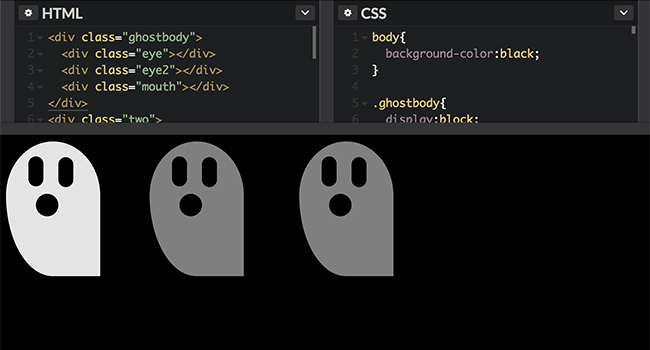 HTML
1 <div class="ghostbody">
2 <div class="eye"></div>
3 <div class="eye2"></div>
4 <div class="mouth"></div>
5 </div>
6 <div class="two">
CSS
1 body{
2 background-color:black;
3 }
4
5 .ghostbody{
6 display:block;